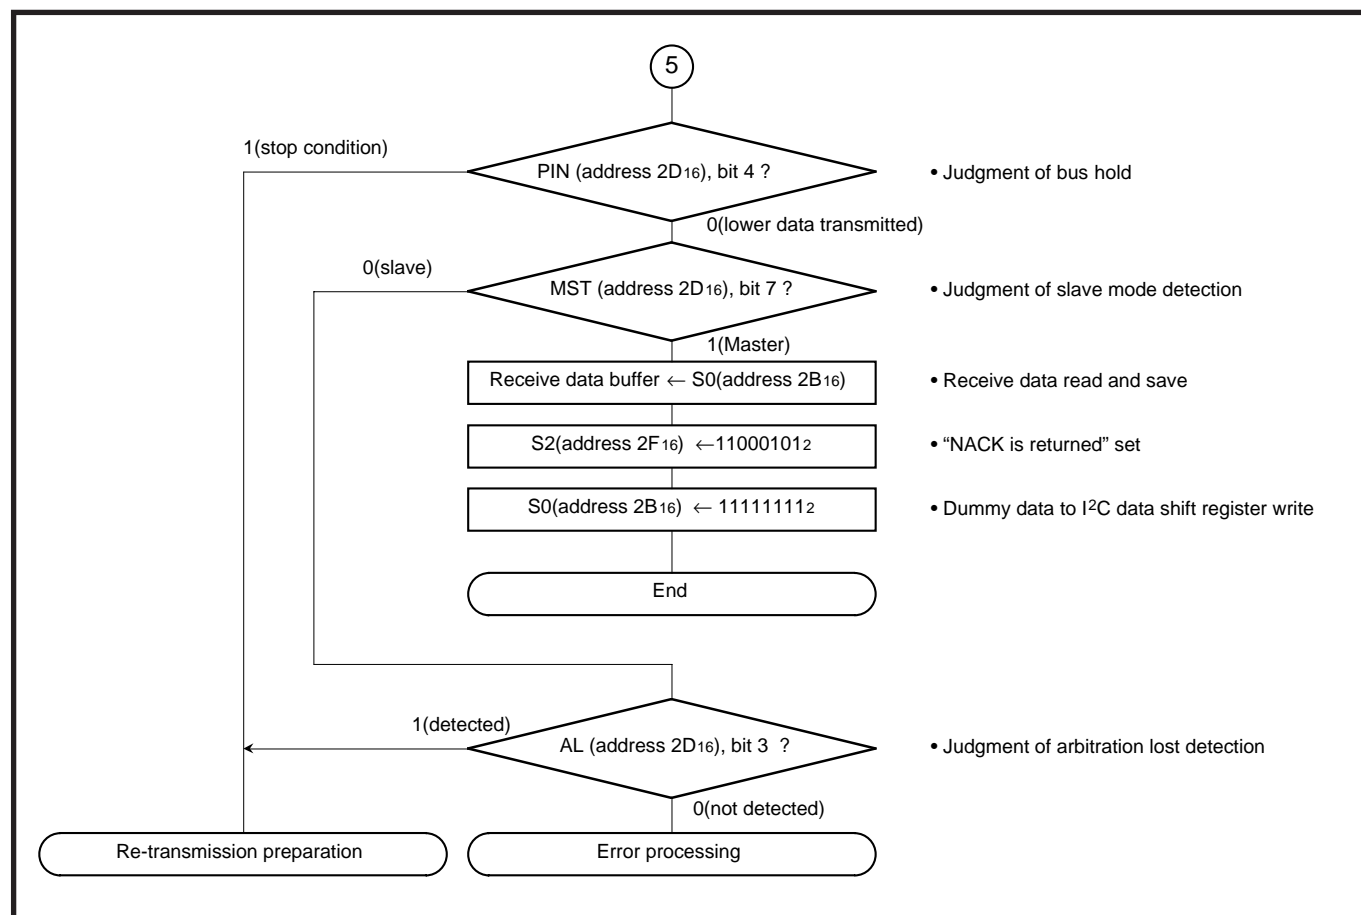 5
1(stop condition)
PIN (address 2D16), bit 4 ?
• Judgment of bus hold
0(lower data transmitted)
0(slave)
MST (address 2D16), bit 7 ?
• Judgment of slave mode detection
1(Master)
Receive data buffer ← S0(address 2B16)
• Receive data read and save
S2(address 2F16) ←110001012
• “NACK is returned” set
S0(address 2B16) ← 111111112
• Dummy data to I2C data shift register write
End
1(detected)
AL (address 2D16), bit 3 ?
• Judgment of arbitration lost detection
0(not detected)
Re-transmission preparation
Error processing